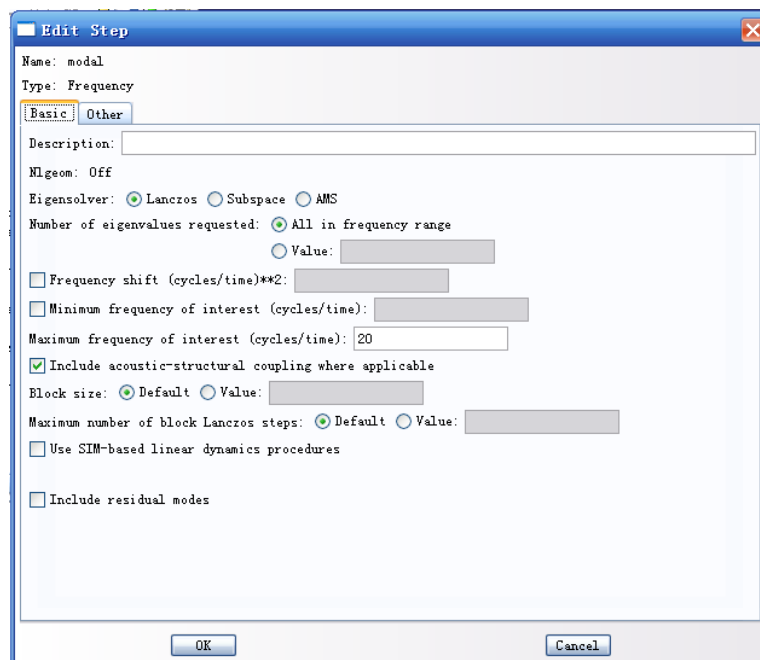 Edit Step
Name: modal
Type: Frequency
Basic Other
Description:
Nlgeom: Off
Eigensolver: Lanczos Subspace AMS
Number of eigenvalues requested: All in frequency range
Value:
Frequency shift (cycles/time)**2:
Minimum frequency of interest (cycles/time):
Maximum frequency of interest (cycles/time): 20
Include acoustic-structural coupling where applicable
Block size: Default Value:
Maximum number of block Lanczos steps: Default Value:
Use SIM-based linear dynamics procedures
Include residual modes
OK Cancel